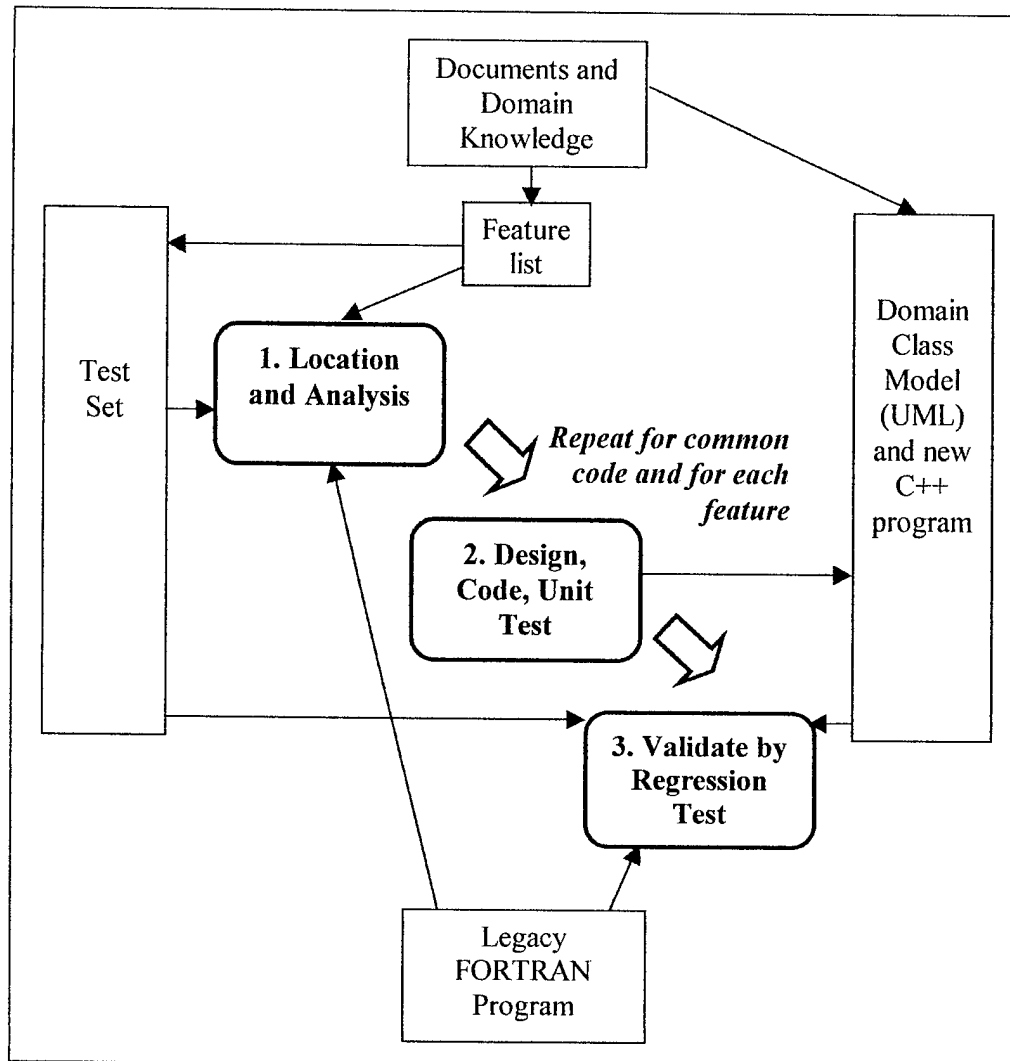 Documents and
Domain
Knowledge
Feature
list
Test
Set
1. Location
and Analysis
Repeat for common
code and for each
feature
2. Design,
Code, Unit
Test
Domain
Class
Model
(UML)
and new
C++
program
3. Validate by
Regression
Test
Legacy
FORTRAN
Program